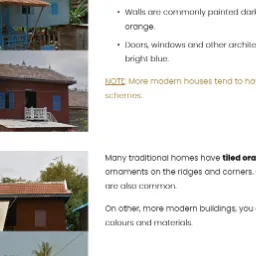 • Walls are commonly painted dark
orange.
• Doors, windows and other archite
bright blue.
NOTE: More modern houses tend to ha
schemes.
Many traditional homes have tiled ora
ornaments on the ridges and corners.
are also common.
On other, more modern buildings, you
colours and materials.